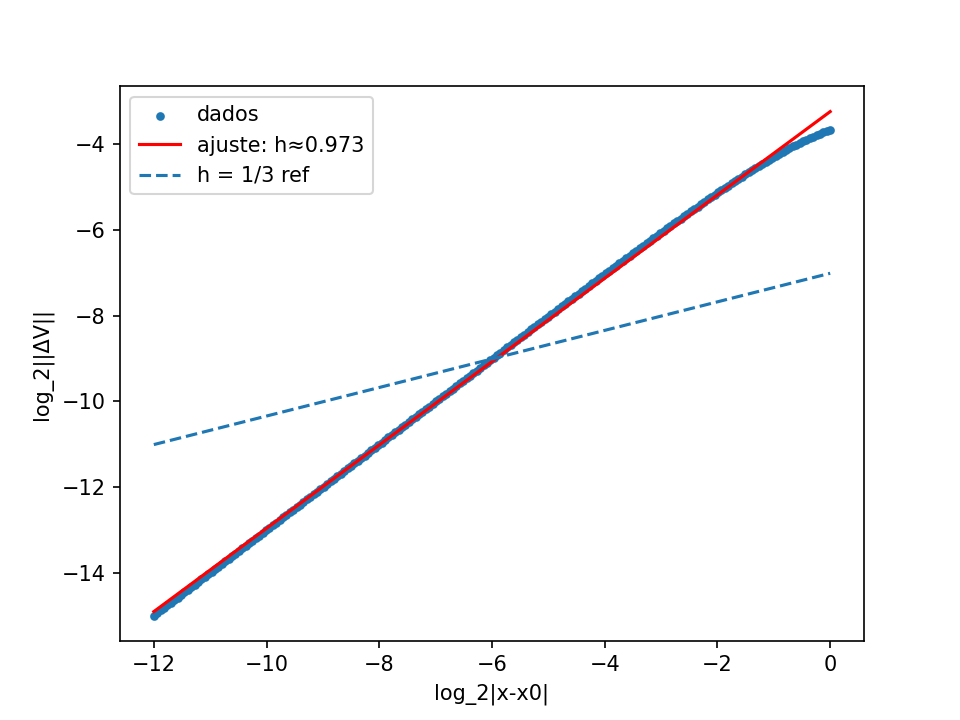 dados
ajuste: h≈0.973
h = 1/3 ref
−4
−6
−8
−10
−12
−14
log_2||ΔV||
−12 −10 −8 −6 −4 −2 0
log_2|x-x0|